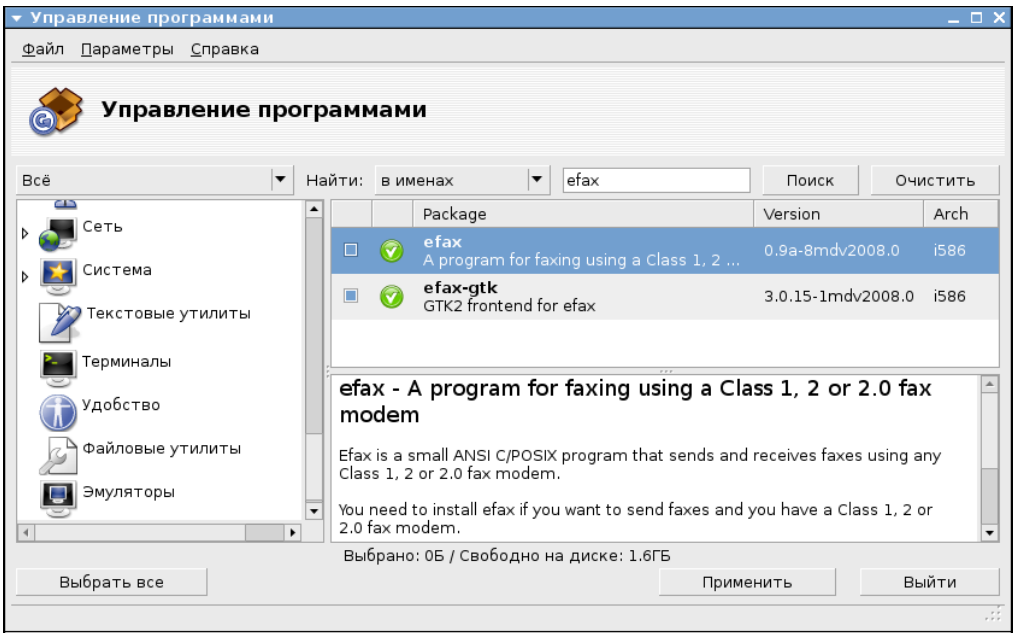 Управление программами
Файл Параметры Справка
Управление программами
Всё Найти: в именах efax Поиск Очистить
Package Version Arch
efax
A program for faxing using a Class 1, 2 ... 0.9a-8mdv2008.0 i586
efax-gtk
GTK2 frontend for efax 3.0.15-1mdv2008.0 i586
Сеть
Система
Текстовые утилиты
Терминалы
Удобство
Файловые утилиты
Эмуляторы
efax - A program for faxing using a Class 1, 2 or 2.0 fax
modem
Efax is a small ANSI C/POSIX program that sends and receives faxes using any
Class 1, 2 or 2.0 fax modem.
You need to install efax if you want to send faxes and you have a Class 1, 2 or
2.0 fax modem.
Выбрано: 0Б / Свободно на диске: 1.6ГБ
Выбрать все Применить Выйти